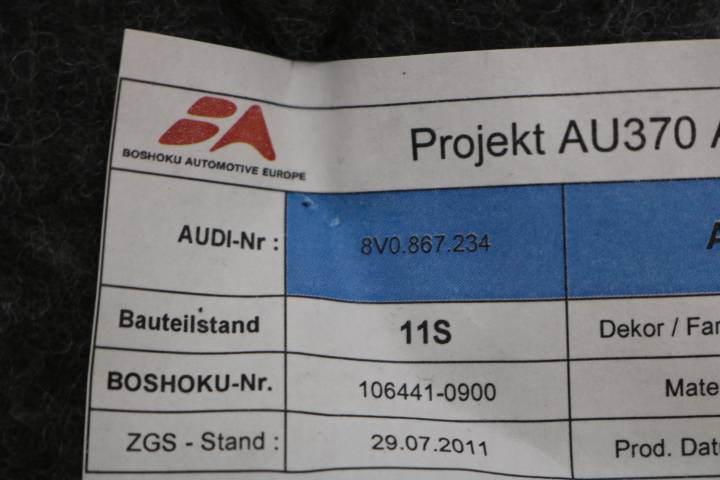 BOSHOKU AUTOMOTIVE EUROPE
Projekt AU370
AUDI-Nr : 8V0.867.234
Bauteilstand 11S Dekor /
BOSHOKU-Nr. 106441-0900
ZGS - Stand : 29.07.2011 Prod.